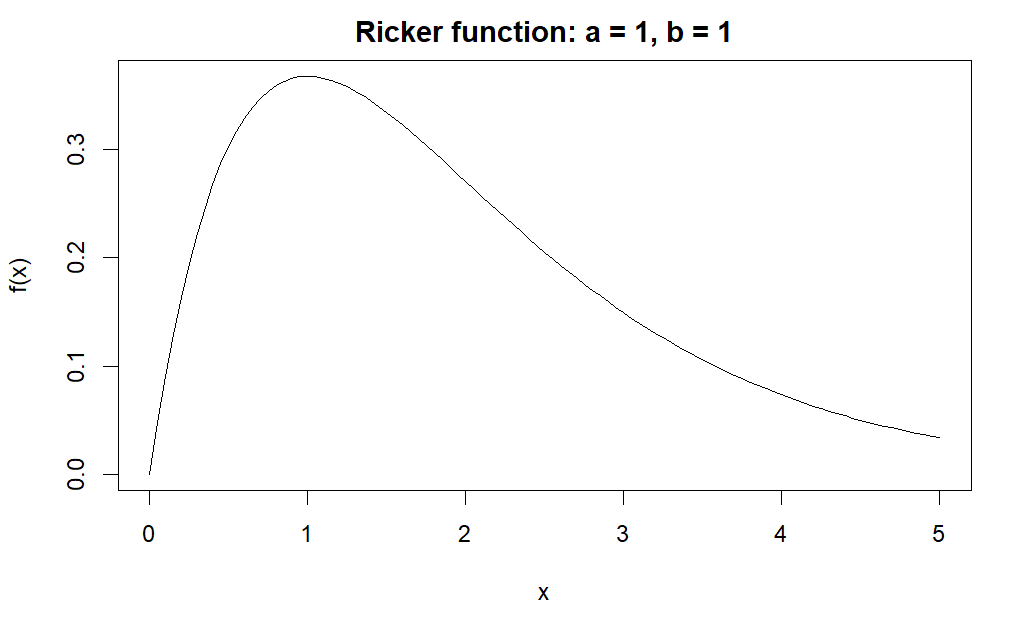 Ricker function: a = 1, b = 1
f(x)
0.3
0.2
0.1
0.0
0 1 2 3 4 5
x